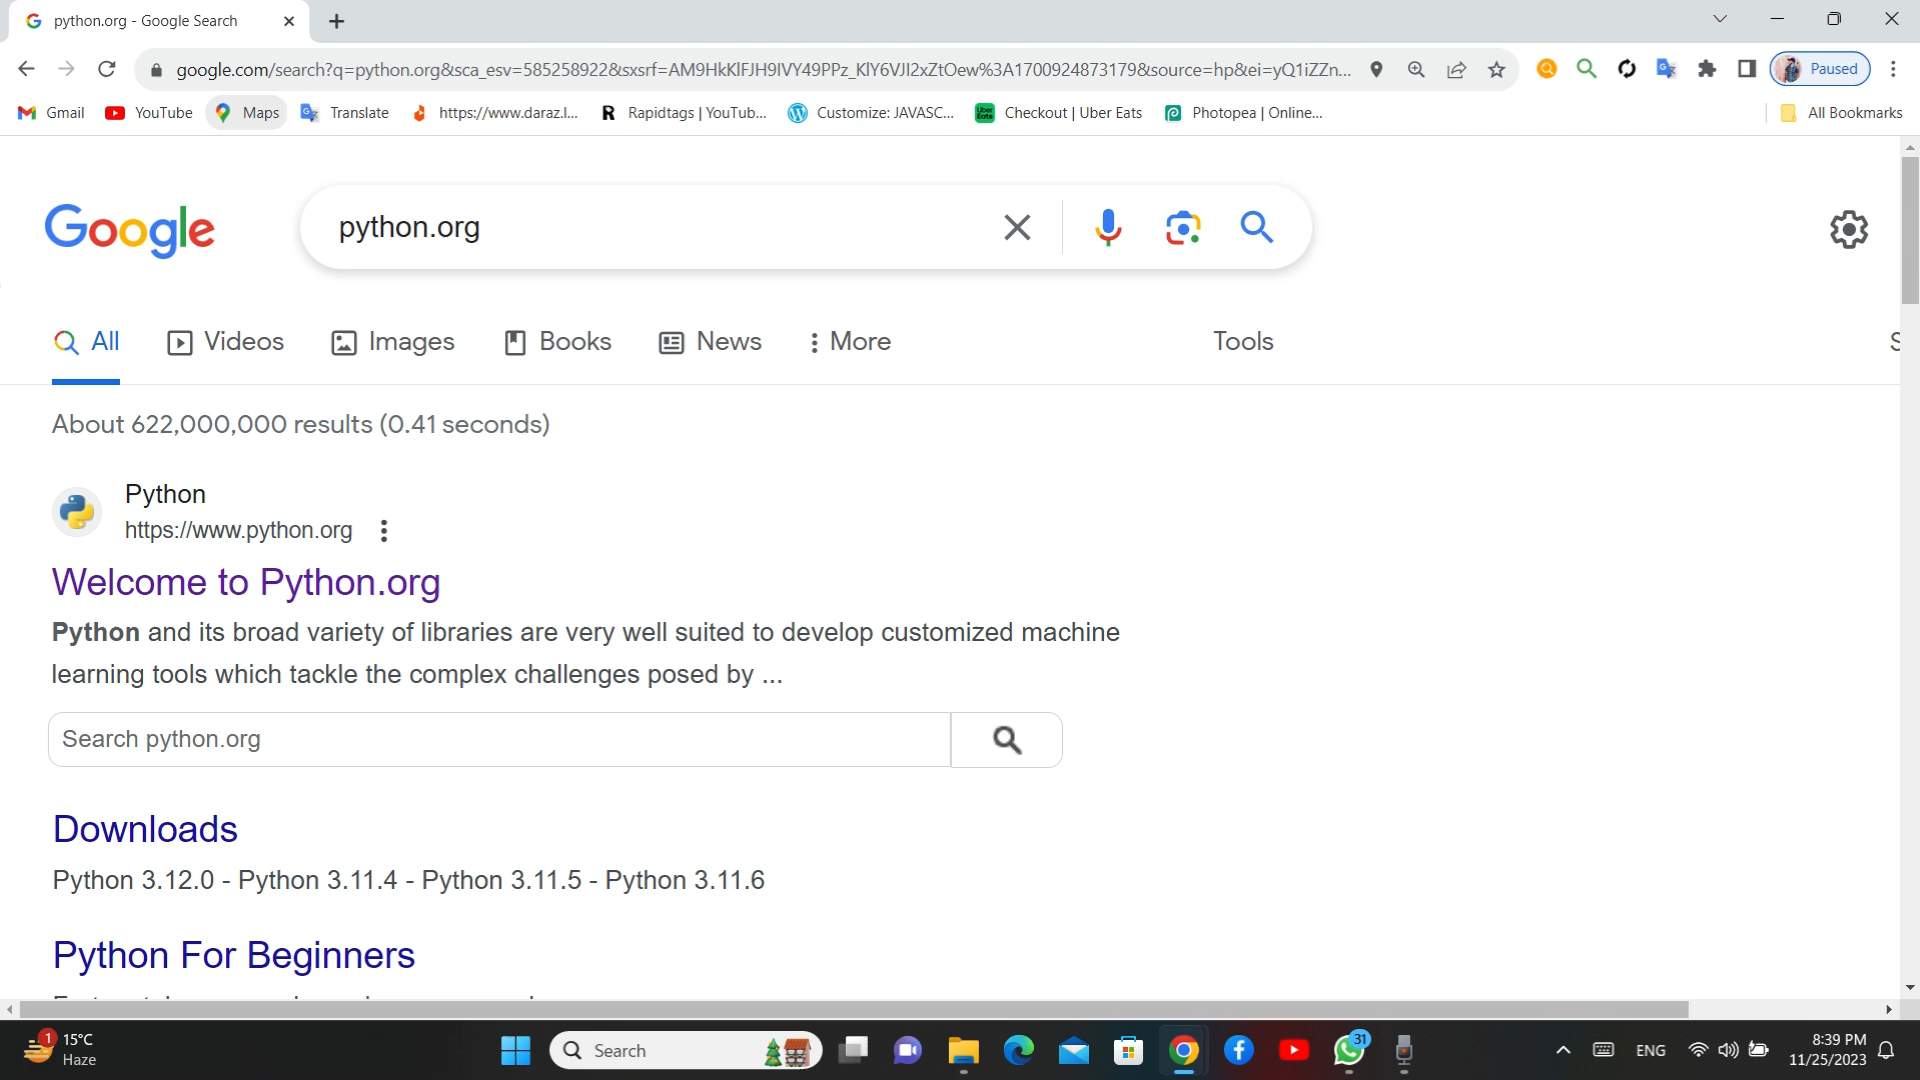 python.org - Google Search
google.com/search?q=python.org&sca_esv=585258922&sxsrf=AM9HkKlFJH9lVY49PPz_KlY6VJI2xZtOew%3A1700924873179&source=hp&ei=yQ1iZZn...
Paused
Gmail YouTube Maps Translate https://www.daraz.l... Rapidtags | YouTub... Customize: JAVASC... Checkout | Uber Eats Photopea | Online... All Bookmarks
Google python.org
All Videos Images Books News More Tools S
About 622,000,000 results (0.41 seconds)
Python
https://www.python.org
Welcome to Python.org
Python and its broad variety of libraries are very well suited to develop customized machine
learning tools which tackle the complex challenges posed by ...
Search python.org
Downloads
Python 3.12.0 - Python 3.11.4 - Python 3.11.5 - Python 3.11.6
Python For Beginners
1 15°C
Haze
Search
31
ENG
8:39 PM
11/25/2023